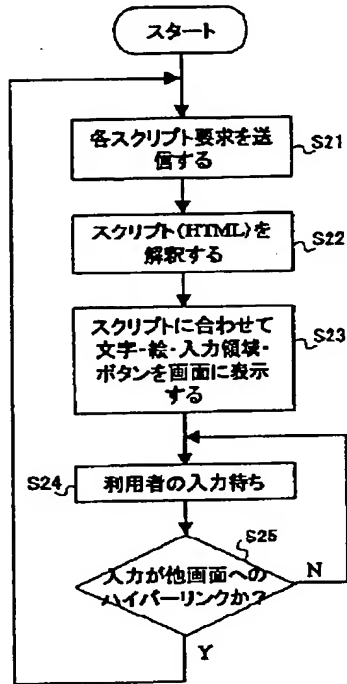 スタート
各スクリプト要求を送
信する
S21
スクリプト(HTML)を
解釈する
S22
スクリプトに合わせて
文字-絵・入力領域・
ボタンを画面に表示
する
S23
S24
利用者の入力待ち
S25
入力が他画面への
ハイパーリンクか?
N
Y